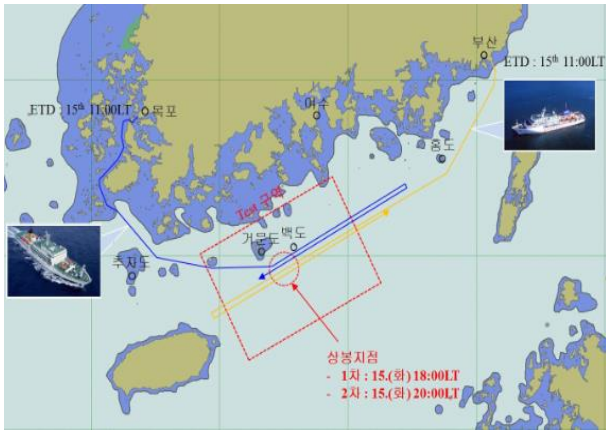 부산
ETD : 15th 11:00LT
ETD : 15th 11:00LT
목포
여수
홍도
Test 구역
거문도
백도
추자도
상봉지점
- 1차 : 15.(화) 18:00LT
- 2차 : 15.(화) 20:00LT